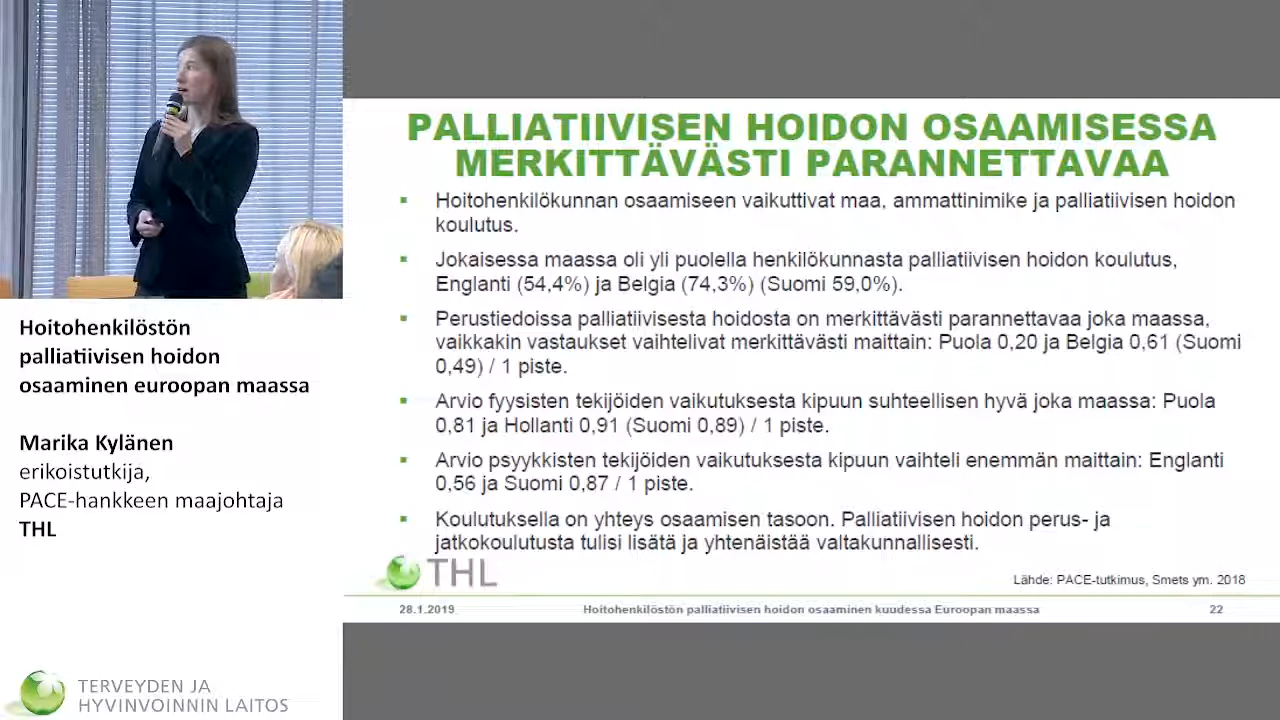 Hoitohenkilöstön
palliatiivisen hoidon
osaaminen euroopan maassa
Marika Kylänen
erikoistutkija,
PACE-hankkeen maajohtaja
THL
TERVEYDEN JA
HYVINVOINNIN LAITOS
PALLIATIIVISEN HOIDON OSAAMISESSA
MERKITTÄVÄSTI PARANNETTAVAA
▪ Hoitohenkilökunnan osaamiseen vaikuttivat maa, ammattinimike ja palliatiivisen hoidon
koulutus.
▪ Jokaisessa maassa oli yli puolella henkilökunnasta palliatiivisen hoidon koulutus,
Englanti (54,4%) ja Belgia (74,3%) (Suomi 59,0%).
▪ Perustiedoissa palliatiivisesta hoidosta on merkittävästi parannettavaa joka maassa,
vaikkakin vastaukset vaihtelivat merkittävästi maittain: Puola 0,20 ja Belgia 0,61 (Suomi
0,49) / 1 piste.
▪ Arvio fyysisten tekijöiden vaikutuksesta kipuun suhteellisen hyvä joka maassa: Puola
0,81 ja Hollanti 0,91 (Suomi 0,89) / 1 piste.
▪ Arvio psyykkisten tekijöiden vaikutuksesta kipuun vaihteli enemmän maittain: Englanti
0,56 ja Suomi 0,87 / 1 piste.
▪ Koulutuksella on yhteys osaamisen tasoon. Palliatiivisen hoidon perus- ja
jatkokoulutusta tulisi lisätä ja yhtenäistää valtakunnallisesti.
THL
Lähde: PACE-tutkimus, Smets ym. 2018
28.1.2019 Hoitohenkilöstön palliatiivisen hoidon osaaminen kuudessa Euroopan maassa 22